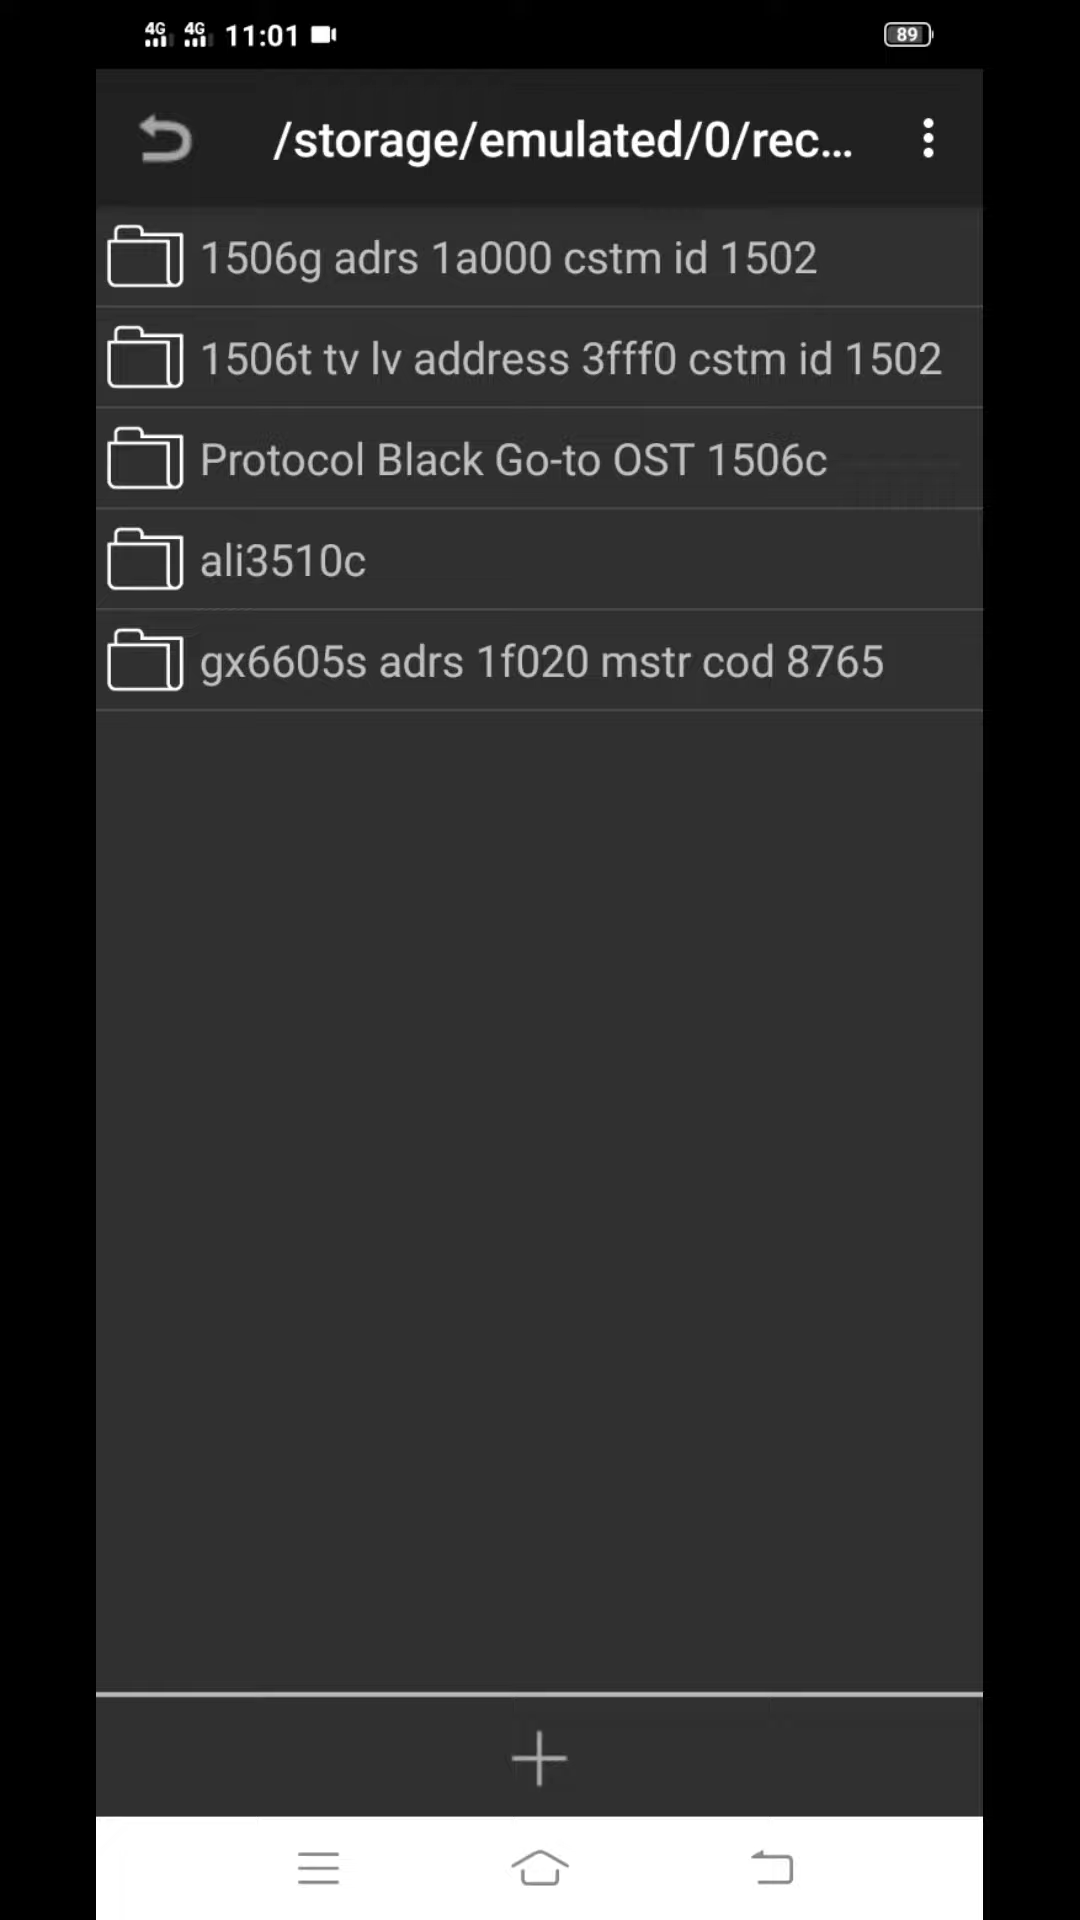 4G 4G 11:01 89
/storage/emulated/0/rec...
1506g adrs 1a000 cstm id 1502
1506t tv lv address 3fff0 cstm id 1502
Protocol Black Go-to OST 1506c
ali3510c
gx6605s adrs 1f020 mstr cod 8765